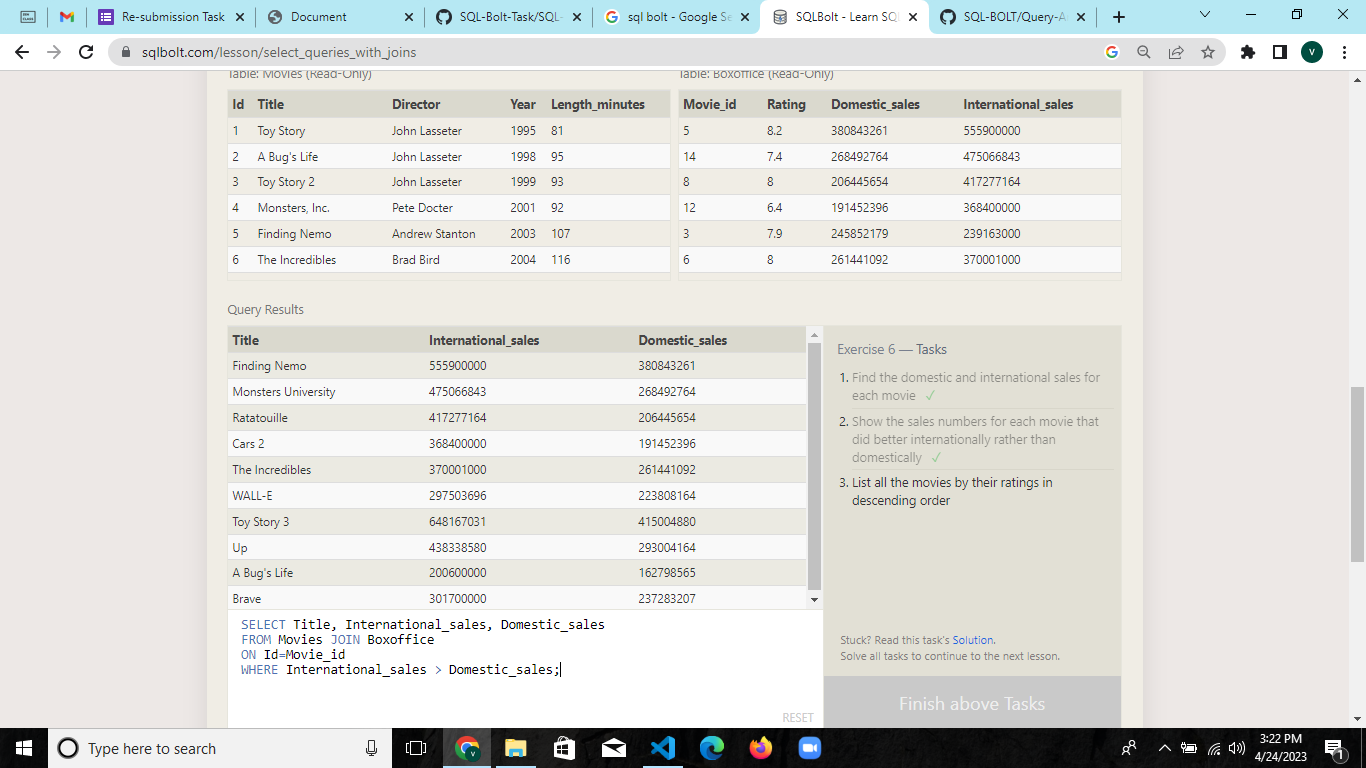 Re-submission Task
Document
SQL-Bolt-Task/SQL-
sql bolt - Google Se
SQLBolt - Learn SQL
SQL-BOLT/Query-A
sqlbolt.com/lesson/select_queries_with_joins
V
Table: Movies (Read-Only)
Table: Boxoffice (Read-Only)
Id Title Director Year Length_minutes
1 Toy Story John Lasseter 1995 81
2 A Bug's Life John Lasseter 1998 95
3 Toy Story 2 John Lasseter 1999 93
4 Monsters, Inc. Pete Docter 2001 92
5 Finding Nemo Andrew Stanton 2003 107
6 The Incredibles Brad Bird 2004 116
Movie_id Rating Domestic_sales International_sales
5 8.2 380843261 555900000
14 7.4 268492764 475066843
8 8 206445654 417277164
12 6.4 191452396 368400000
3 7.9 245852179 239163000
6 8 261441092 370001000
Query Results
Title International_sales Domestic_sales
Finding Nemo 555900000 380843261
Monsters University 475066843 268492764
Ratatouille 417277164 206445654
Cars 2 368400000 191452396
The Incredibles 370001000 261441092
WALL-E 297503696 223808164
Toy Story 3 648167031 415004880
Up 438338580 293004164
A Bug's Life 200600000 162798565
Brave 301700000 237283207
SELECT Title, International_sales, Domestic_sales
FROM Movies JOIN Boxoffice
ON Id=Movie_id
WHERE International_sales > Domestic_sales;
RESET
Exercise 6 — Tasks
1. Find the domestic and international sales for
each movie ✓
2. Show the sales numbers for each movie that
did better internationally rather than
domestically ✓
3. List all the movies by their ratings in
descending order
Stuck? Read this task's Solution.
Solve all tasks to continue to the next lesson.
Finish above Tasks
Type here to search
3:22 PM
4/24/2023
1